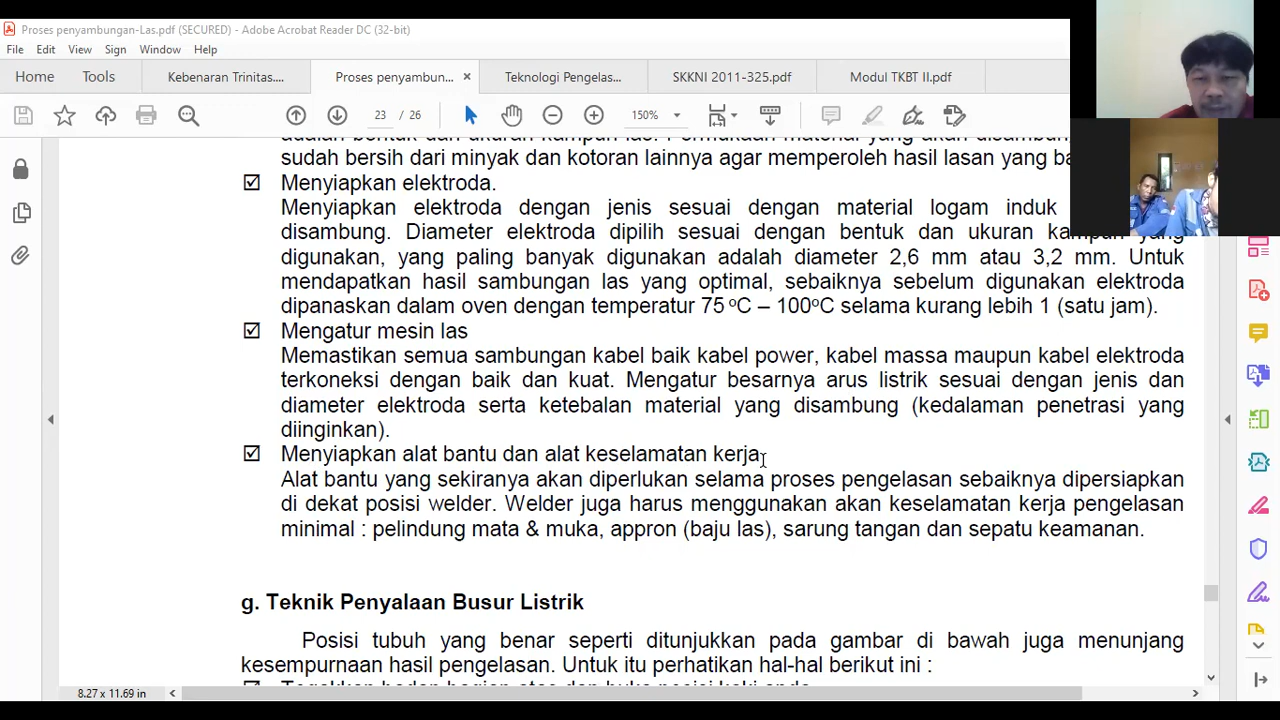 Proses penyambungan-Las.pdf (SECURED) - Adobe Acrobat Reader DC (32-bit)
File Edit View Sign Window Help
Home Tools Kebenaran Trinitas.... Proses penyambun... × Teknologi Pengelas... SKKNI 2011-325.pdf Modul TKBT II.pdf
23 / 26 150%
sudah bersih dari minyak dan kotoran lainnya agar memperoleh hasil lasan yang
☑ Menyiapkan elektroda.
Menyiapkan elektroda dengan jenis sesuai dengan material logam induk
disambung. Diameter elektroda dipilih sesuai dengan bentuk dan ukuran kampuh yang
digunakan, yang paling banyak digunakan adalah diameter 2,6 mm atau 3,2 mm. Untuk
mendapatkan hasil sambungan las yang optimal, sebaiknya sebelum digunakan elektroda
dipanaskan dalam oven dengan temperatur 75 ºC – 100ºC selama kurang lebih 1 (satu jam).
☑ Mengatur mesin las
Memastikan semua sambungan kabel baik kabel power, kabel massa maupun kabel elektroda
terkoneksi dengan baik dan kuat. Mengatur besarnya arus listrik sesuai dengan jenis dan
diameter elektroda serta ketebalan material yang disambung (kedalaman penetrasi yang
diinginkan).
☑ Menyiapkan alat bantu dan alat keselamatan kerja
Alat bantu yang sekiranya akan diperlukan selama proses pengelasan sebaiknya dipersiapkan
di dekat posisi welder. Welder juga harus menggunakan akan keselamatan kerja pengelasan
minimal : pelindung mata & muka, appron (baju las), sarung tangan dan sepatu keamanan.
g. Teknik Penyalaan Busur Listrik
Posisi tubuh yang benar seperti ditunjukkan pada gambar di bawah juga menunjang
kesempurnaan hasil pengelasan. Untuk itu perhatikan hal-hal berikut ini :
8.27 x 11.69 in